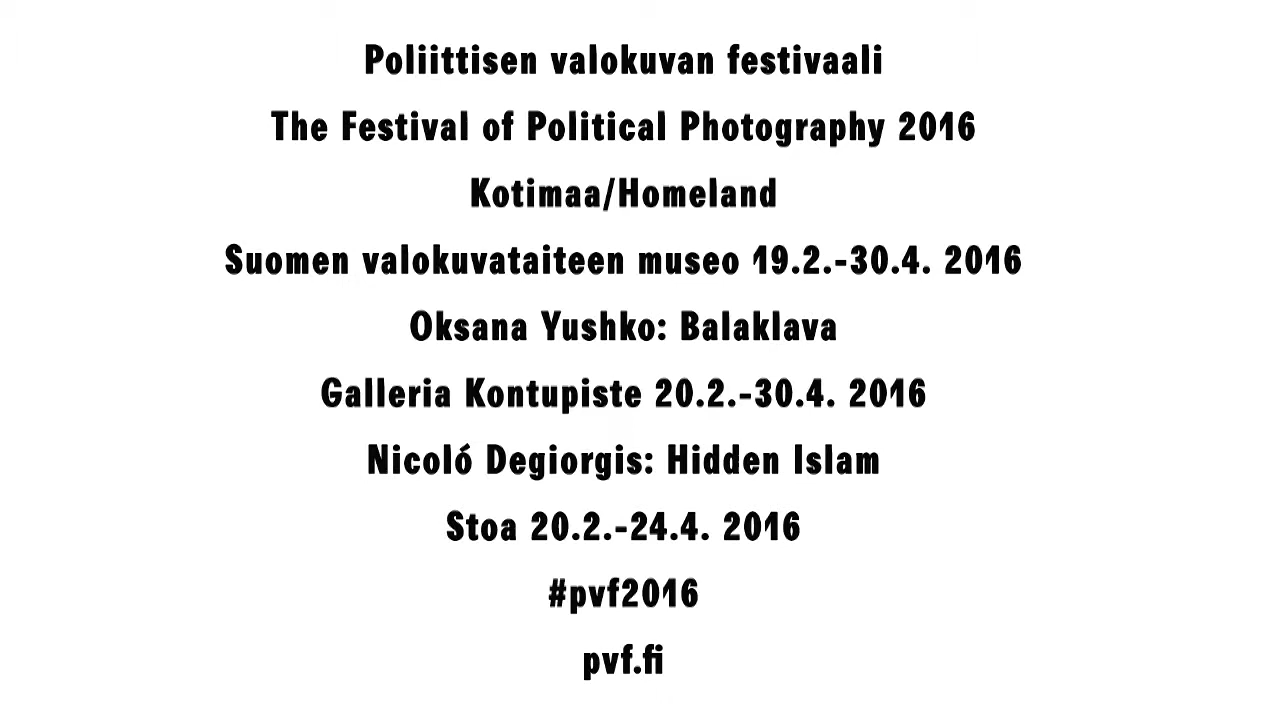 Poliittisen valokuvan festivaali
The Festival of Political Photography 2016
Kotimaa/Homeland
Suomen valokuvataiteen museo 19.2.-30.4. 2016
Oksana Yushko: Balaklava
Galleria Kontupiste 20.2.-30.4. 2016
Nicoló Degiorgis: Hidden Islam
Stoa 20.2.-24.4. 2016
#pvf2016
pvf.fi